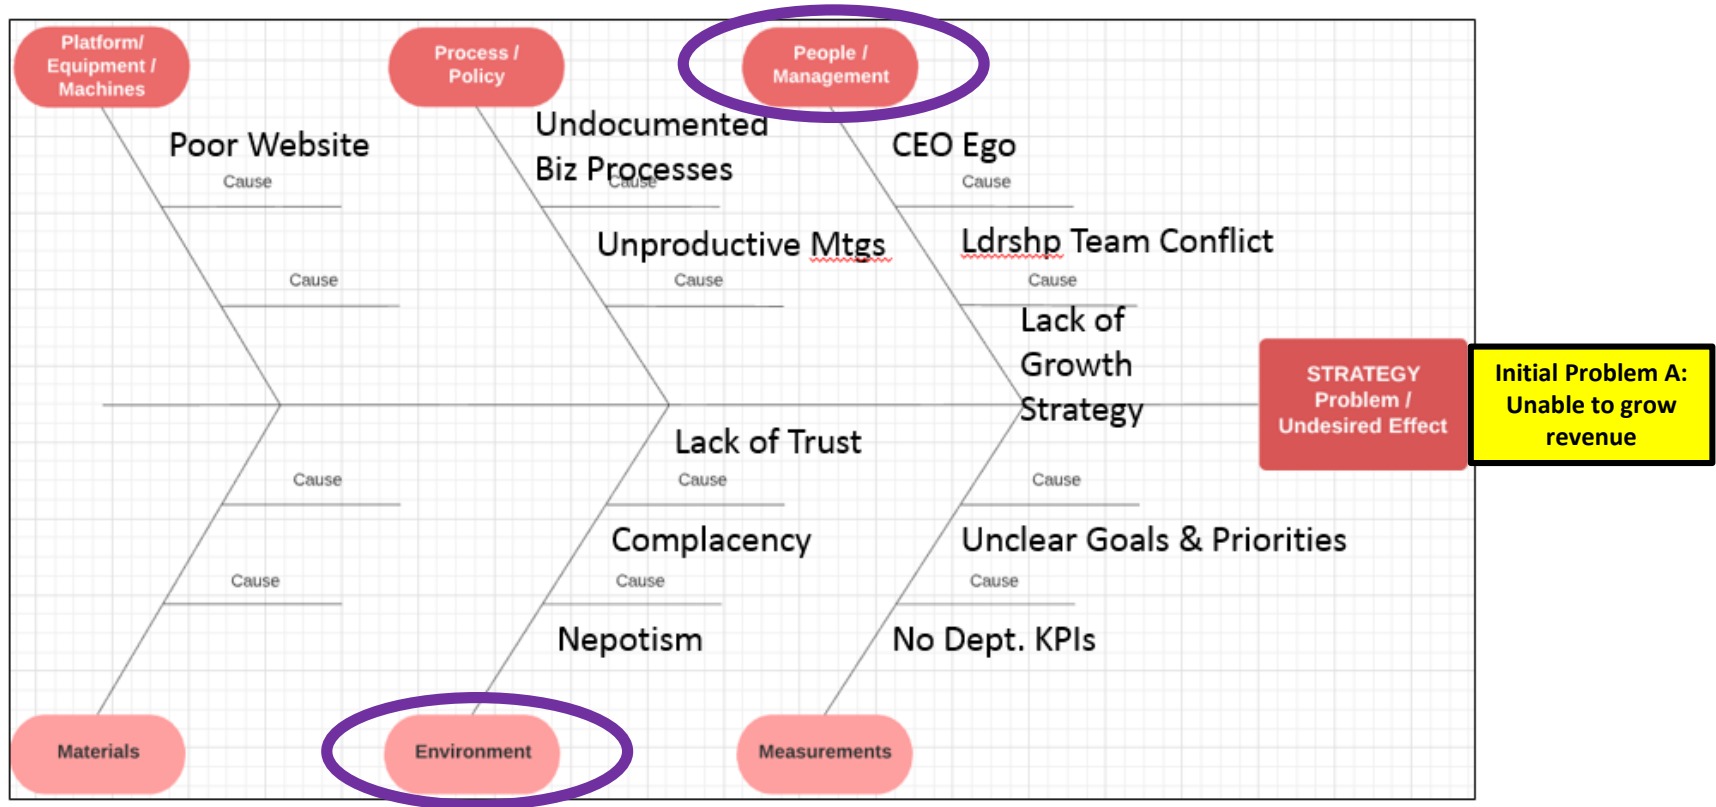 Platform/
Equipment /
Machines
Process /
Policy
People /
Management
Poor Website
Cause
Undocumented
Biz Processes
Cause
CEO Ego
Cause
Cause
Unproductive Mtgs
Cause
Ldrshp Team Conflict
Cause
Lack of
Growth
Strategy
STRATEGY
Problem /
Undesired Effect
Initial Problem A:
Unable to grow
revenue
Cause
Lack of Trust
Cause
Cause
Cause
Complacency
Cause
Unclear Goals & Priorities
Cause
Nepotism
No Dept. KPIs
Materials
Environment
Measurements